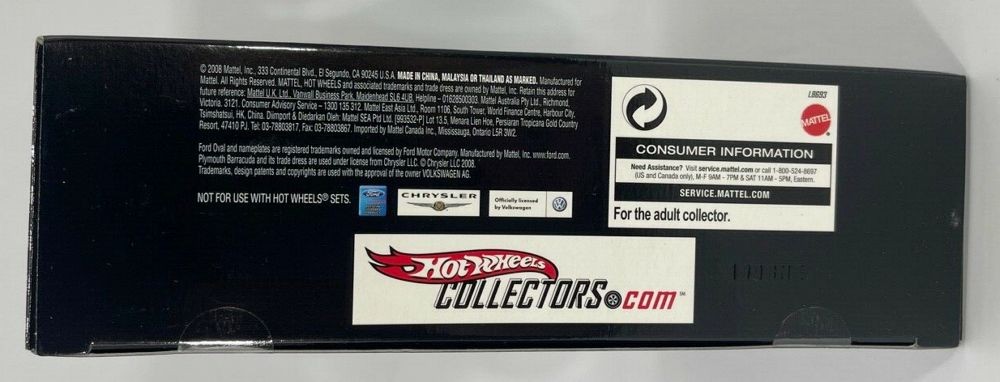 © 2008 Mattel, Inc., 333 Continental Blvd., El Segundo, CA 90245 U.S.A. MADE IN CHINA, MALAYSIA OR THAILAND AS MARKED. Manufactured for
Mattel. All Rights Reserved. MATTEL, HOT WHEELS and associated trademarks and trade dress are owned by Mattel, Inc. Retain this address for
future reference: Mattel U.K. Ltd., Vanwall Business Park, Maidenhead SL6 4UB. Helpline - 01628500303. Mattel Australia Pty Ltd., Richmond,
Victoria. 3121. Consumer Advisory Service - 1300 135 312. Mattel East Asia Ltd., Room 1106, South Tower, World Finance Centre, Harbour City,
Tsimshatsui, HK, China. Diimport & Diedarkan Oleh: Mattel SEA Ptd Ltd. [993532-P] Lot 13.5, Menara Lien Hoe, Persiaran Tropicana Gold Country
Resort, 47410 PJ. Tel: 03-78803817, Fax: 03-78803867. Imported by Mattel Canada Inc., Mississauga, Ontario L5R 3W2.
Ford Oval and nameplates are registered trademarks owned and licensed by Ford Motor Company. Manufactured by Mattel, Inc. www.ford.com.
Plymouth Barracuda and its trade dress are used under license from Chrysler LLC. © Chrysler LLC 2008.
Trademarks, design patents and copyrights are used with the approval of the owner VOLKSWAGEN AG.
NOT FOR USE WITH HOT WHEELS® SETS.
Ford
CHRYSLER
Officially licensed
by Volkswagen
L8693
MATTEL
CONSUMER INFORMATION
Need Assistance? Visit service.mattel.com or call 1-800-524-8697
(US and Canada only), M-F 9AM - 7PM & SAT 11AM - 5PM, Eastern.
SERVICE.MATTEL.COM
For the adult collector.
Hot Wheels
COLLECTORS.COM™